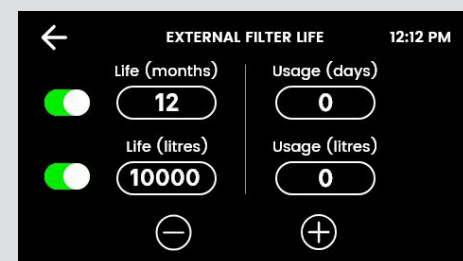 EXTERNAL FILTER LIFE 12:12 PM
Life (months) Usage (days)
12 0
Life (litres) Usage (litres)
10000 0